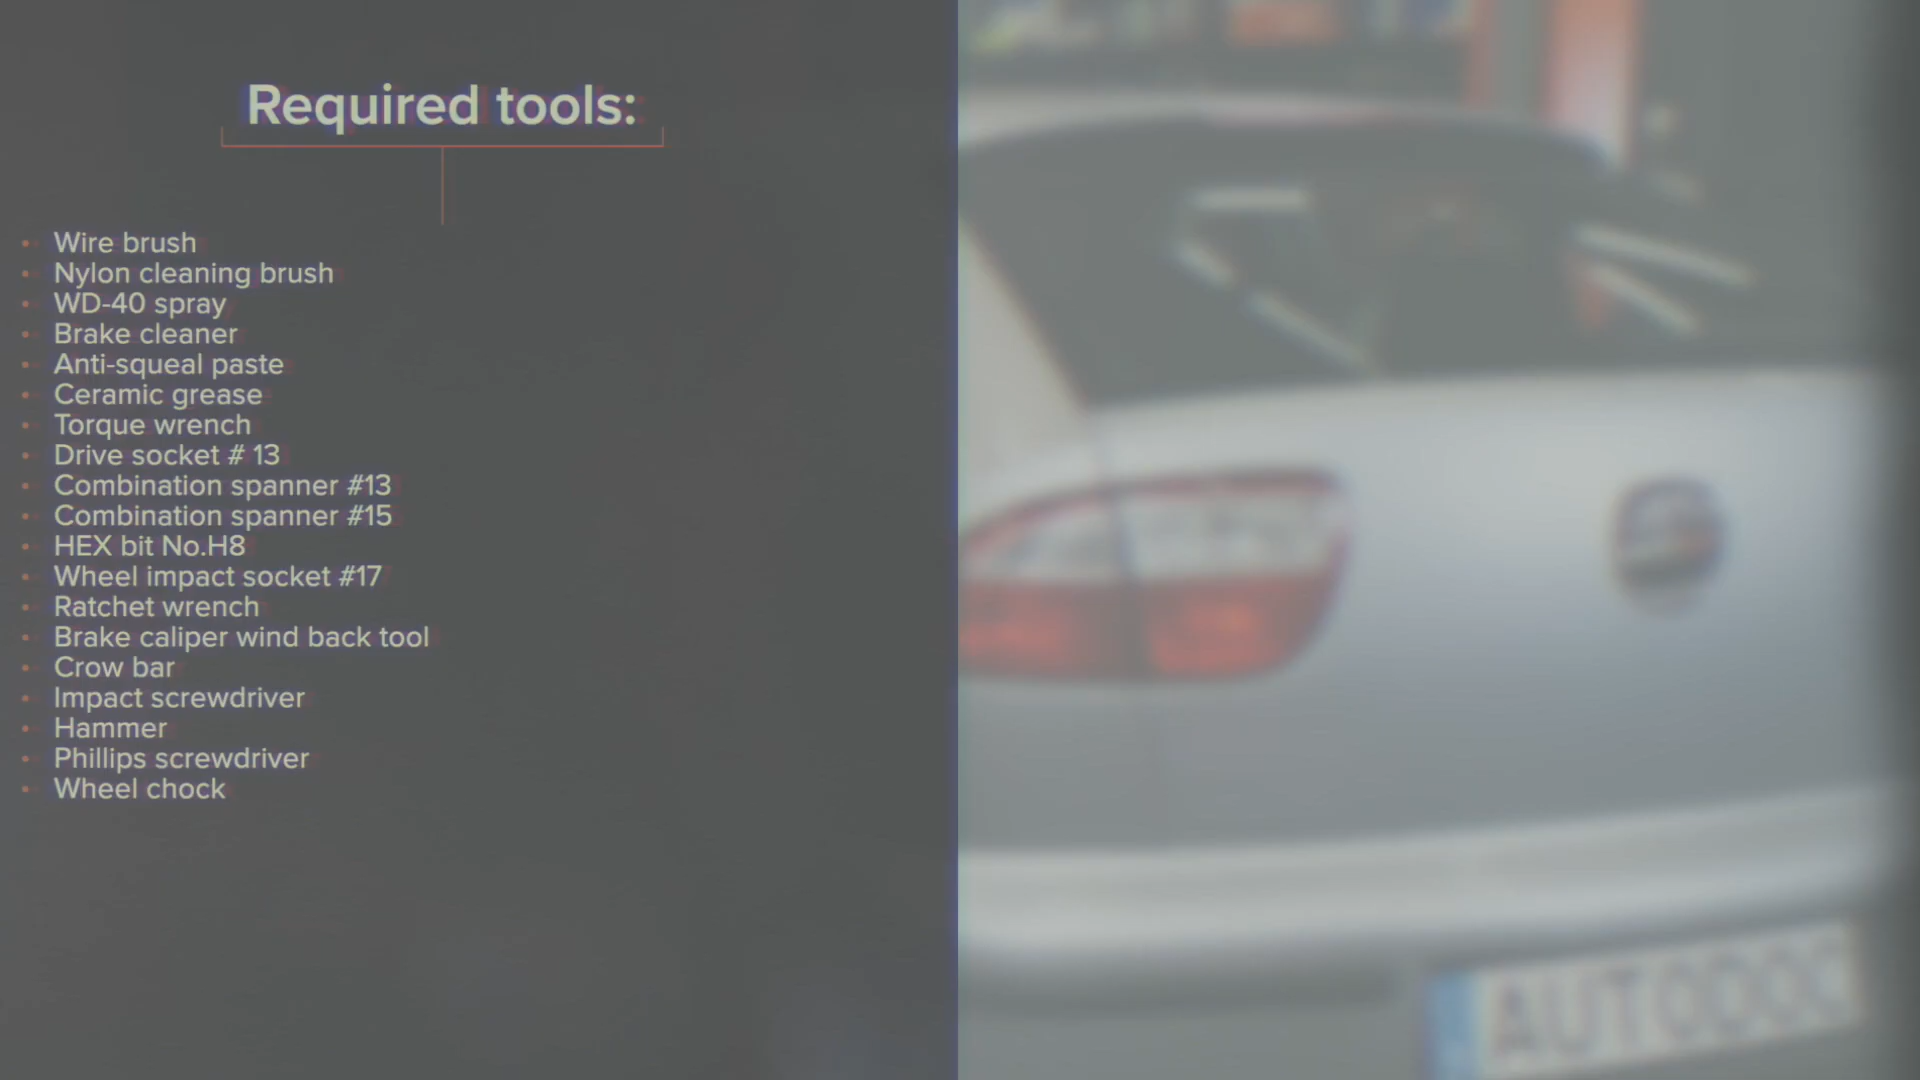 Required tools:
Wire brush
Nylon cleaning brush
WD-40 spray
Brake cleaner
Anti-squeal paste
Ceramic grease
Torque wrench
Drive socket # 13
Combination spanner #13
Combination spanner #15
HEX bit No.H8
Wheel impact socket #17
Ratchet wrench
Brake caliper wind back tool
Crow bar
Impact screwdriver
Hammer
Phillips screwdriver
Wheel chock
AUTODOC